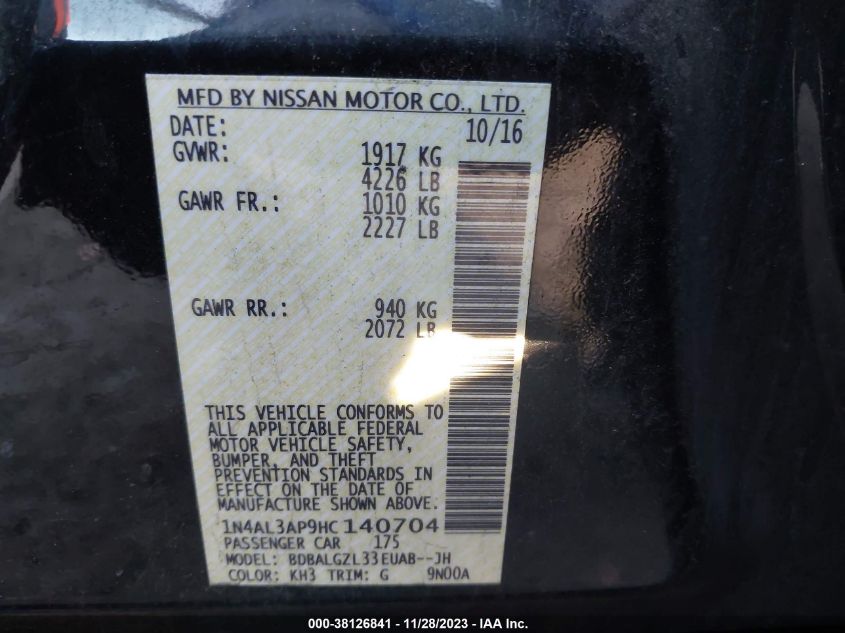 MFD BY NISSAN MOTOR CO., LTD.
DATE: 10/16
GVWR: 1917 KG
4226 LB
GAWR FR.: 1010 KG
2227 LB
GAWR RR.: 940 KG
2072 LB
THIS VEHICLE CONFORMS TO
ALL APPLICABLE FEDERAL
MOTOR VEHICLE SAFETY,
BUMPER, AND THEFT
PREVENTION STANDARDS IN
EFFECT ON THE DATE OF
MANUFACTURE SHOWN ABOVE.
1N4AL3AP9HC140704
PASSENGER CAR 175
MODEL: BDBALGZL33EUAB--JH
COLOR: KH3 TRIM: G 9N00A
000-38126841 - 11/28/2023 - IAA Inc.